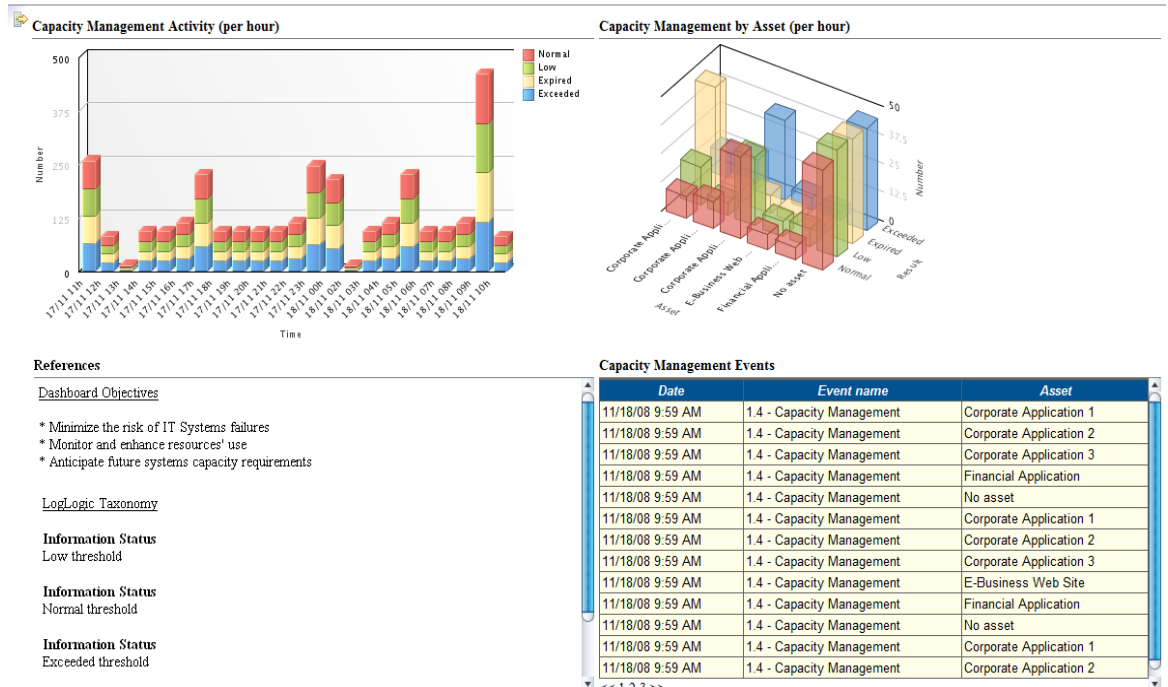 Capacity Management Activity (per hour)
500
375
250
125
0
Number
Normal
Low
Expired
Exceeded
17/11 11h
17/11 12h
17/11 13h
17/11 14h
17/11 15h
17/11 16h
17/11 17h
17/11 18h
17/11 19h
17/11 20h
17/11 21h
17/11 22h
17/11 23h
18/11 00h
18/11 02h
18/11 03h
18/11 04h
18/11 05h
18/11 06h
18/11 07h
18/11 08h
18/11 09h
18/11 10h
Time
Capacity Management by Asset (per hour)
50
37.5
25
12.5
0
Number
Exceeded
Expired
Low
Normal
Result
Corporate Appli...
Corporate Appli...
Corporate Appli...
E-Business Web ...
Financial Appli...
No asset
Asset
References
Dashboard Objectives
* Minimize the risk of IT Systems failures
* Monitor and enhance resources' use
* Anticipate future systems capacity requirements
LogLogic Taxonomy
Information Status
Low threshold
Information Status
Normal threshold
Information Status
Exceeded threshold
Capacity Management Events
Date Event name Asset
11/18/08 9:59 AM 1.4 - Capacity Management Corporate Application 1
11/18/08 9:59 AM 1.4 - Capacity Management Corporate Application 2
11/18/08 9:59 AM 1.4 - Capacity Management Corporate Application 3
11/18/08 9:59 AM 1.4 - Capacity Management Financial Application
11/18/08 9:59 AM 1.4 - Capacity Management No asset
11/18/08 9:59 AM 1.4 - Capacity Management Corporate Application 1
11/18/08 9:59 AM 1.4 - Capacity Management Corporate Application 2
11/18/08 9:59 AM 1.4 - Capacity Management Corporate Application 3
11/18/08 9:59 AM 1.4 - Capacity Management E-Business Web Site
11/18/08 9:59 AM 1.4 - Capacity Management Financial Application
11/18/08 9:59 AM 1.4 - Capacity Management No asset
11/18/08 9:59 AM 1.4 - Capacity Management Corporate Application 1
11/18/08 9:59 AM 1.4 - Capacity Management Corporate Application 2
<< 1 2 3 >>